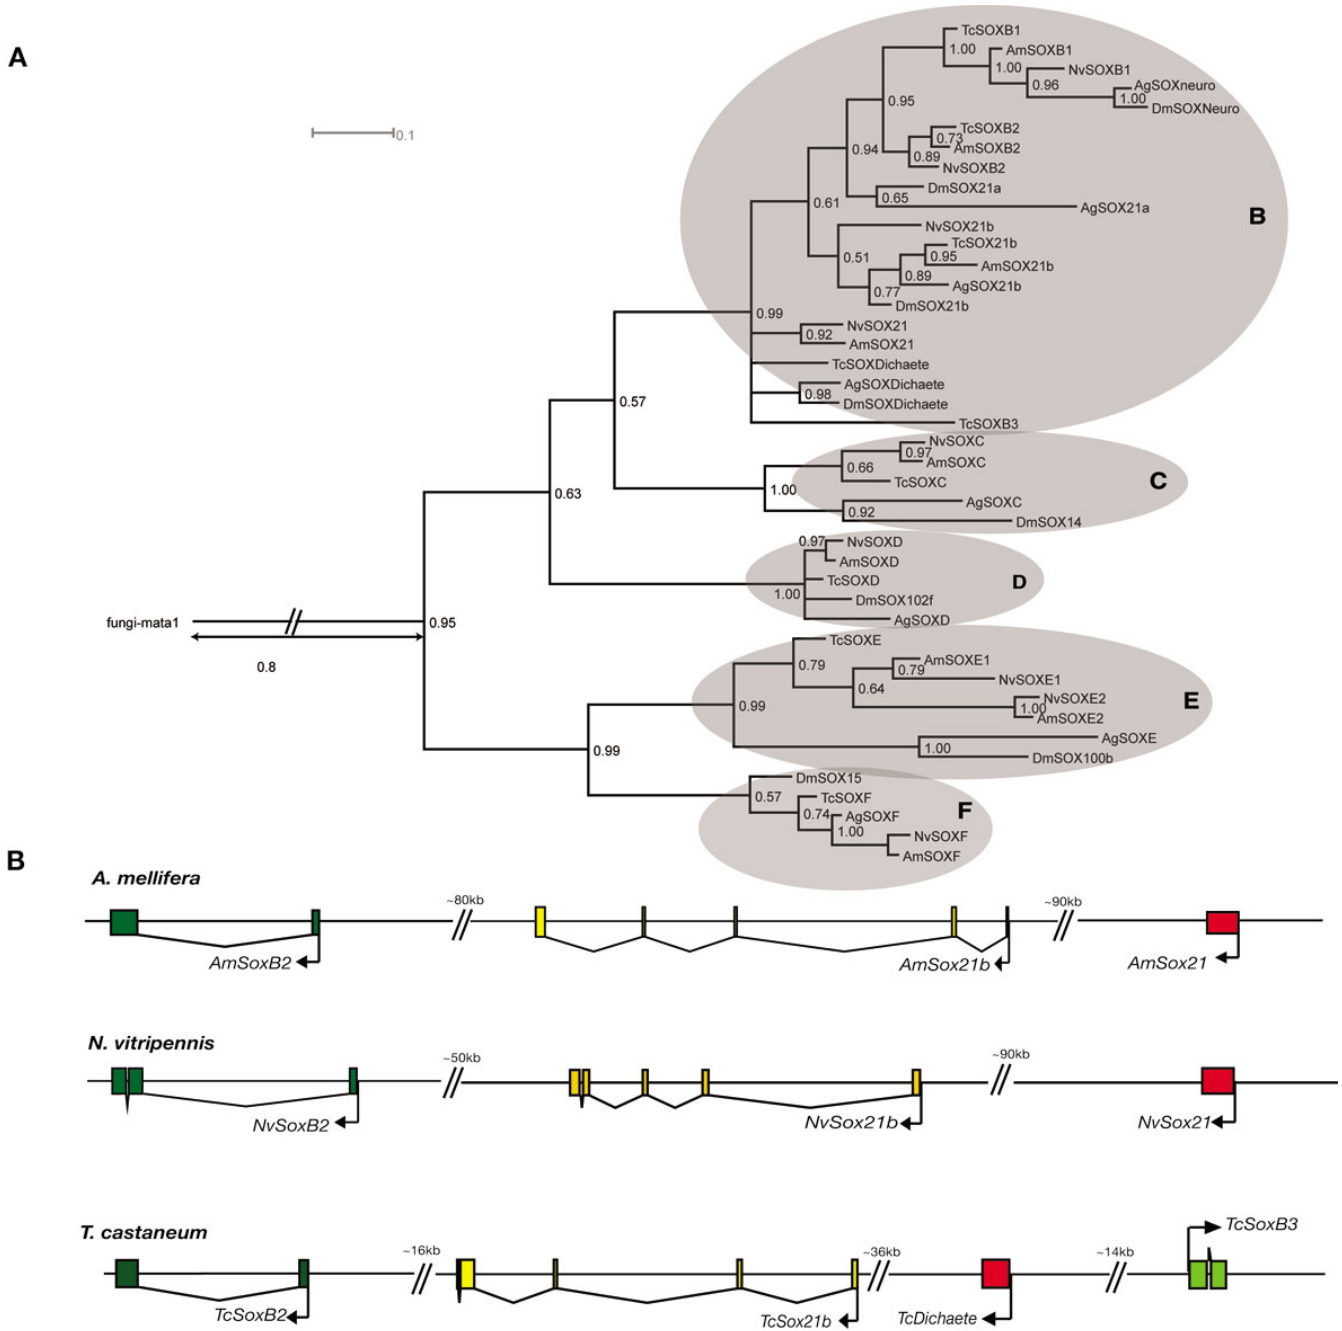 A
0.1
TcSOXB1
1.00
AmSOXB1
1.00
NvSOXB1
0.96
AgSOXneuro
1.00
DmSOXNeuro
0.95
TcSOXB2
0.73
AmSOXB2
0.89
NvSOXB2
0.94
DmSOX21a
0.65
AgSOX21a
0.61
B
NvSOX21b
TcSOX21b
0.95
0.51
AmSOX21b
0.89
AgSOX21b
0.77
DmSOX21b
0.99
NvSOX21
0.92
AmSOX21
TcSOXDichaete
AgSOXDichaete
0.98
DmSOXDichaete
0.57
TcSOXB3
NvSOXC
0.97
AmSOXC
0.66
TcSOXC
C
1.00
0.63
AgSOXC
0.92
DmSOX14
0.97
NvSOXD
AmSOXD
TcSOXD
D
1.00
DmSOX102f
AgSOXD
fungi-mata1
0.95
0.8
TcSOXE
0.79
AmSOXE1
0.79
NvSOXE1
0.64
NvSOXE2
1.00
AmSOXE2
E
0.99
AgSOXE
1.00
DmSOX100b
0.99
DmSOX15
0.57
TcSOXF
0.74
AgSOXF
1.00
F
NvSOXF
AmSOXF
B
A. mellifera
~80kb
~90kb
AmSoxB2
AmSox21b
AmSox21
N. vitripennis
~50kb
~90kb
NvSoxB2
NvSox21b
NvSox21
T. castaneum
~16kb
~36kb
~14kb
TcSoxB3
TcSoxB2
TcSox21b
TcDichaete